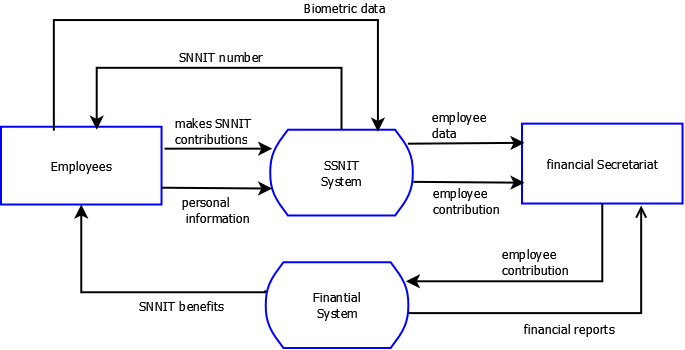 Biometric data
SNNIT number
makes SNNIT
contributions
employee
data
Employees
SSNIT
System
financial Secretariat
personal
information
employee
contribution
employee
contribution
SNNIT benefits
Finantial
System
financial reports